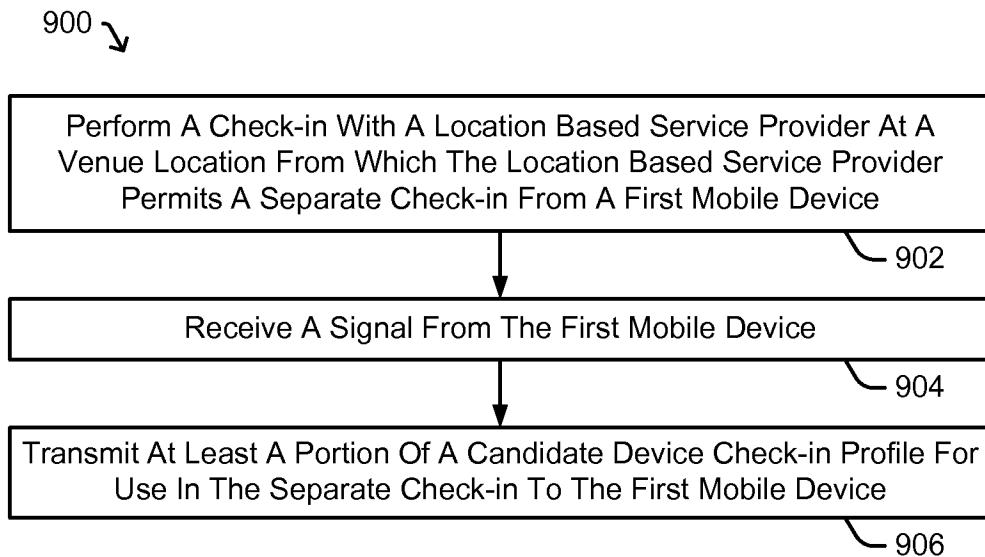 900
Perform A Check-in With A Location Based Service Provider At A
Venue Location From Which The Location Based Service Provider
Permits A Separate Check-in From A First Mobile Device
902
Receive A Signal From The First Mobile Device
904
Transmit At Least A Portion Of A Candidate Device Check-in Profile For
Use In The Separate Check-in To The First Mobile Device
906